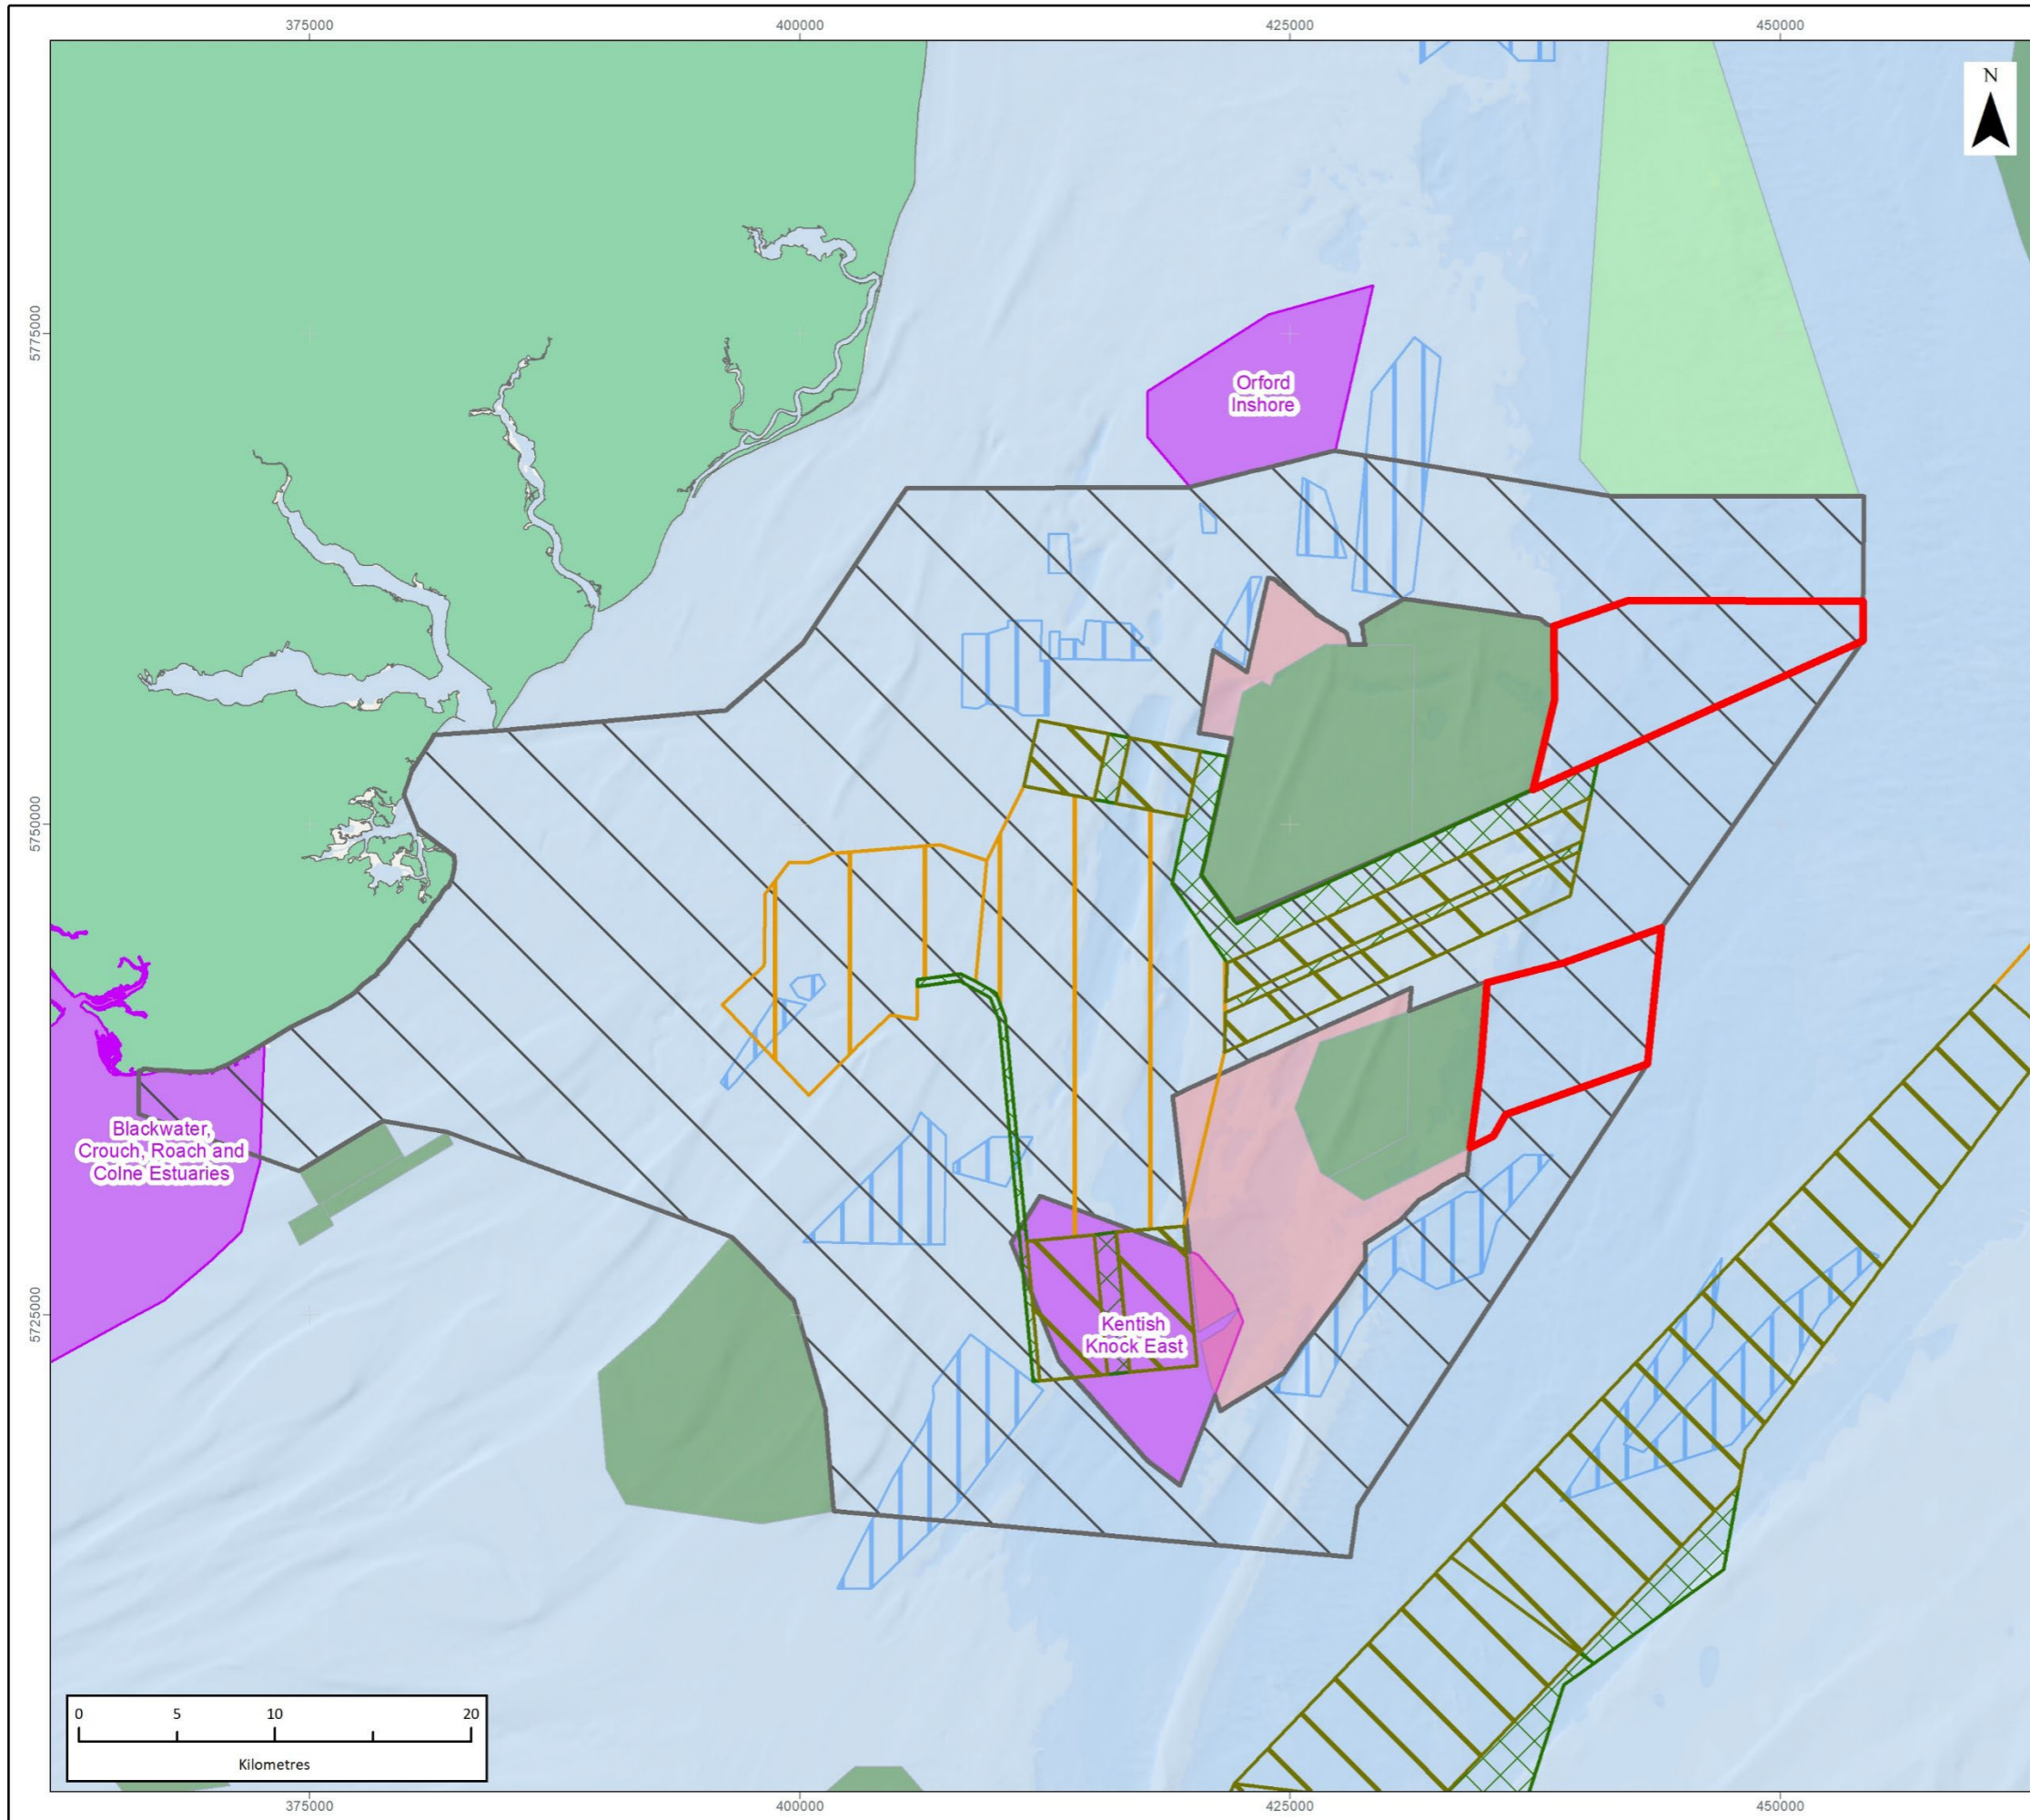 375000 400000 425000 450000
N
5775000
Orford
Inshore
5750000
Blackwater,
Crouch, Roach and
Colne Estuaries
5725000
Kentish
Knock East
0 5 10 20
Kilometres
375000 400000 425000 450000